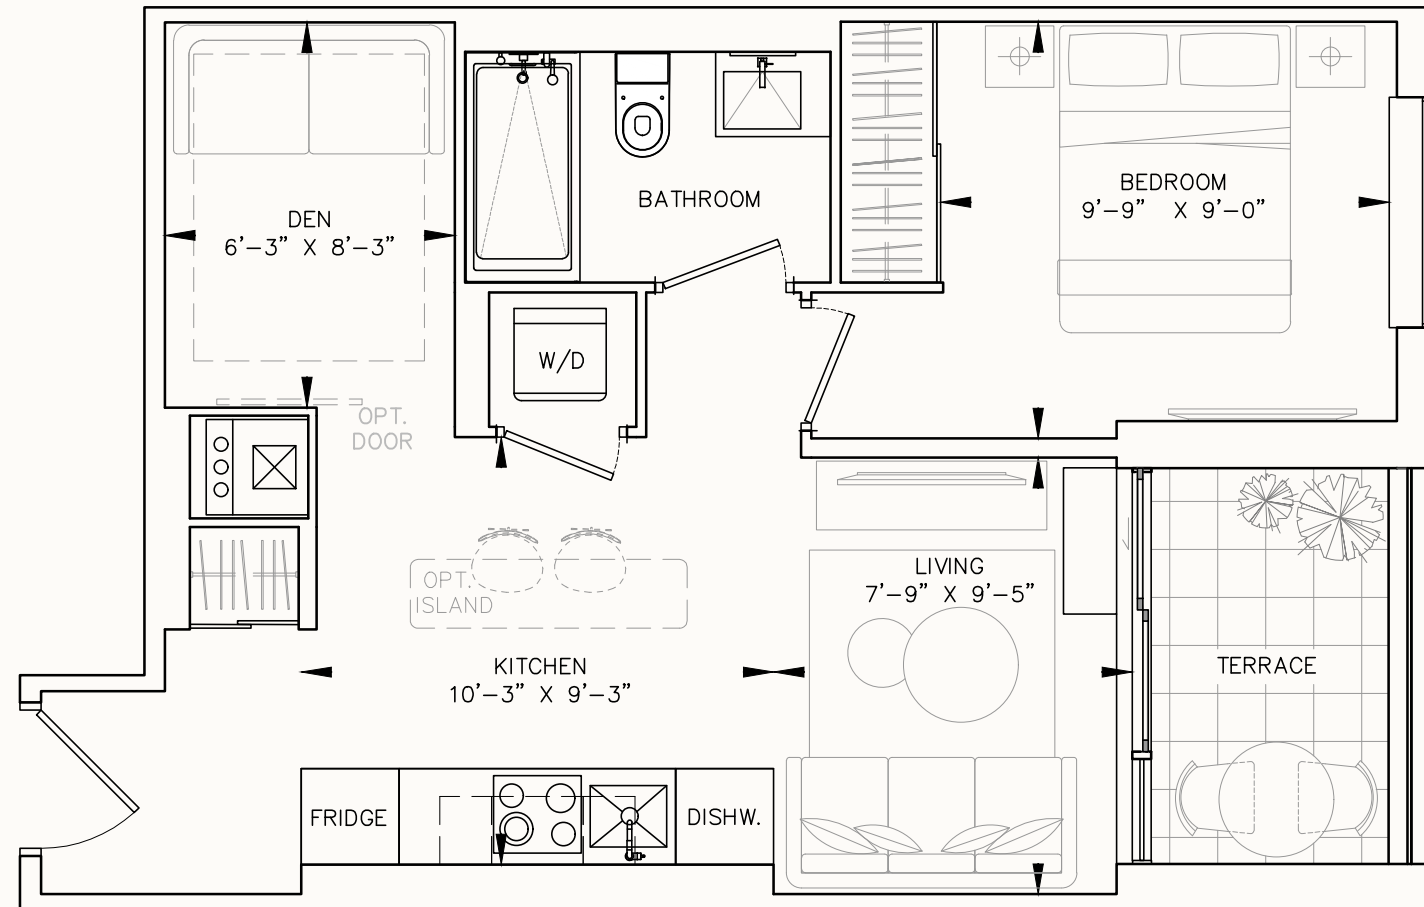 BATHROOM
BEDROOM
9'-9" X 9'-0"
DEN
6'-3" X 8'-3"
W/D
OPT.
DOOR
LIVING
7'-9" X 9'-5"
OPT.
ISLAND
KITCHEN
10'-3" X 9'-3"
TERRACE
FRIDGE
DISHW.